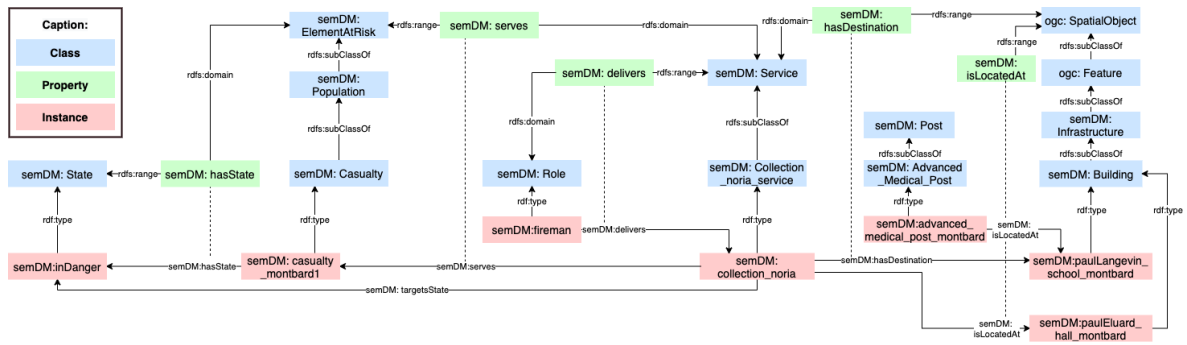 Caption:
Class
Property
Instance
semDM:
ElementAtRisk
rdfs:range
semDM: serves
rdfs:domain
rdfs:domain
semDM:
hasDestination
rdfs:range
ogc: SpatialObject
rdfs:range
rdfs:subClassOf
rdfs:subClassOf
rdfs:domain
semDM:
Population
semDM: delivers
rdfs:range
semDM: Service
semDM:
isLocatedAt
ogc: Feature
rdfs:subClassOf
rdfs:domain
rdfs:subClassOf
semDM: Post
semDM:
Infrastructure
rdfs:subClassOf
rdfs:subClassOf
rdfs:subClassOf
semDM: State
rdfs:range
semDM: hasState
semDM: Casualty
semDM: Role
semDM: Collection
_noria_service
semDM: Advanced
_Medical_Post
semDM: Building
rdf:type
rdf:type
rdf:type
rdf:type
rdf:type
rdf:type
rdf:type
semDM:fireman
semDM:delivers
semDM:advanced_
medical_post_montbard
semDM:
isLocatedAt
semDM:inDanger
semDM:hasState
semDM: casualty
_montbard1
semDM:serves
semDM:
collection_noria
semDM:hasDestination
semDM:paulLangevin_
school_montbard
semDM: targetsState
semDM:
isLocatedAt
semDM:paulEluard_
hall_montbard